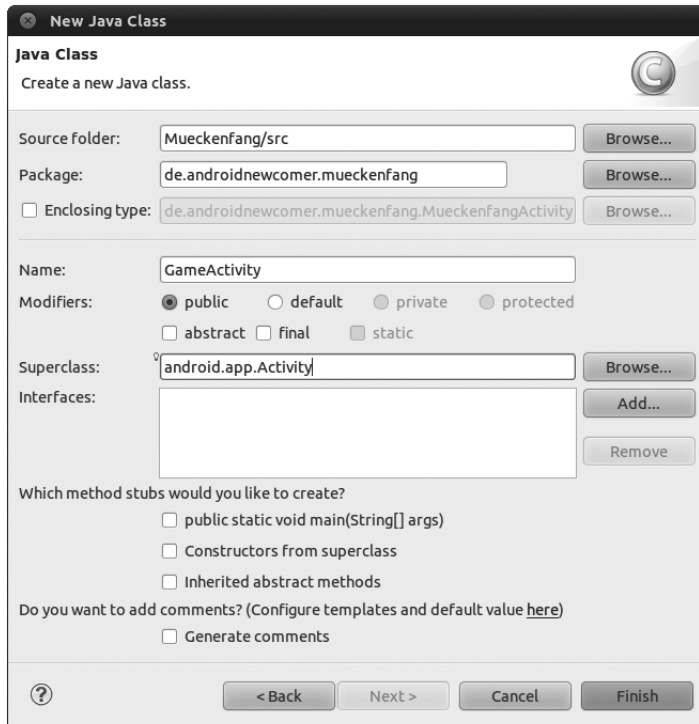 New Java Class
Java Class
Create a new Java class.
C
Source folder: Mueckenfang/src Browse...
Package: de.androidnewcomer.mueckenfang Browse...
Enclosing type: de.androidnewcomer.mueckenfang.MueckenfangActivity Browse...
Name: GameActivity
Modifiers: public default private protected
abstract final static
Superclass: android.app.Activity Browse...
Interfaces: Add...
Remove
Which method stubs would you like to create?
public static void main(String[] args)
Constructors from superclass
Inherited abstract methods
Do you want to add comments? (Configure templates and default value here)
Generate comments
? < Back Next > Cancel Finish